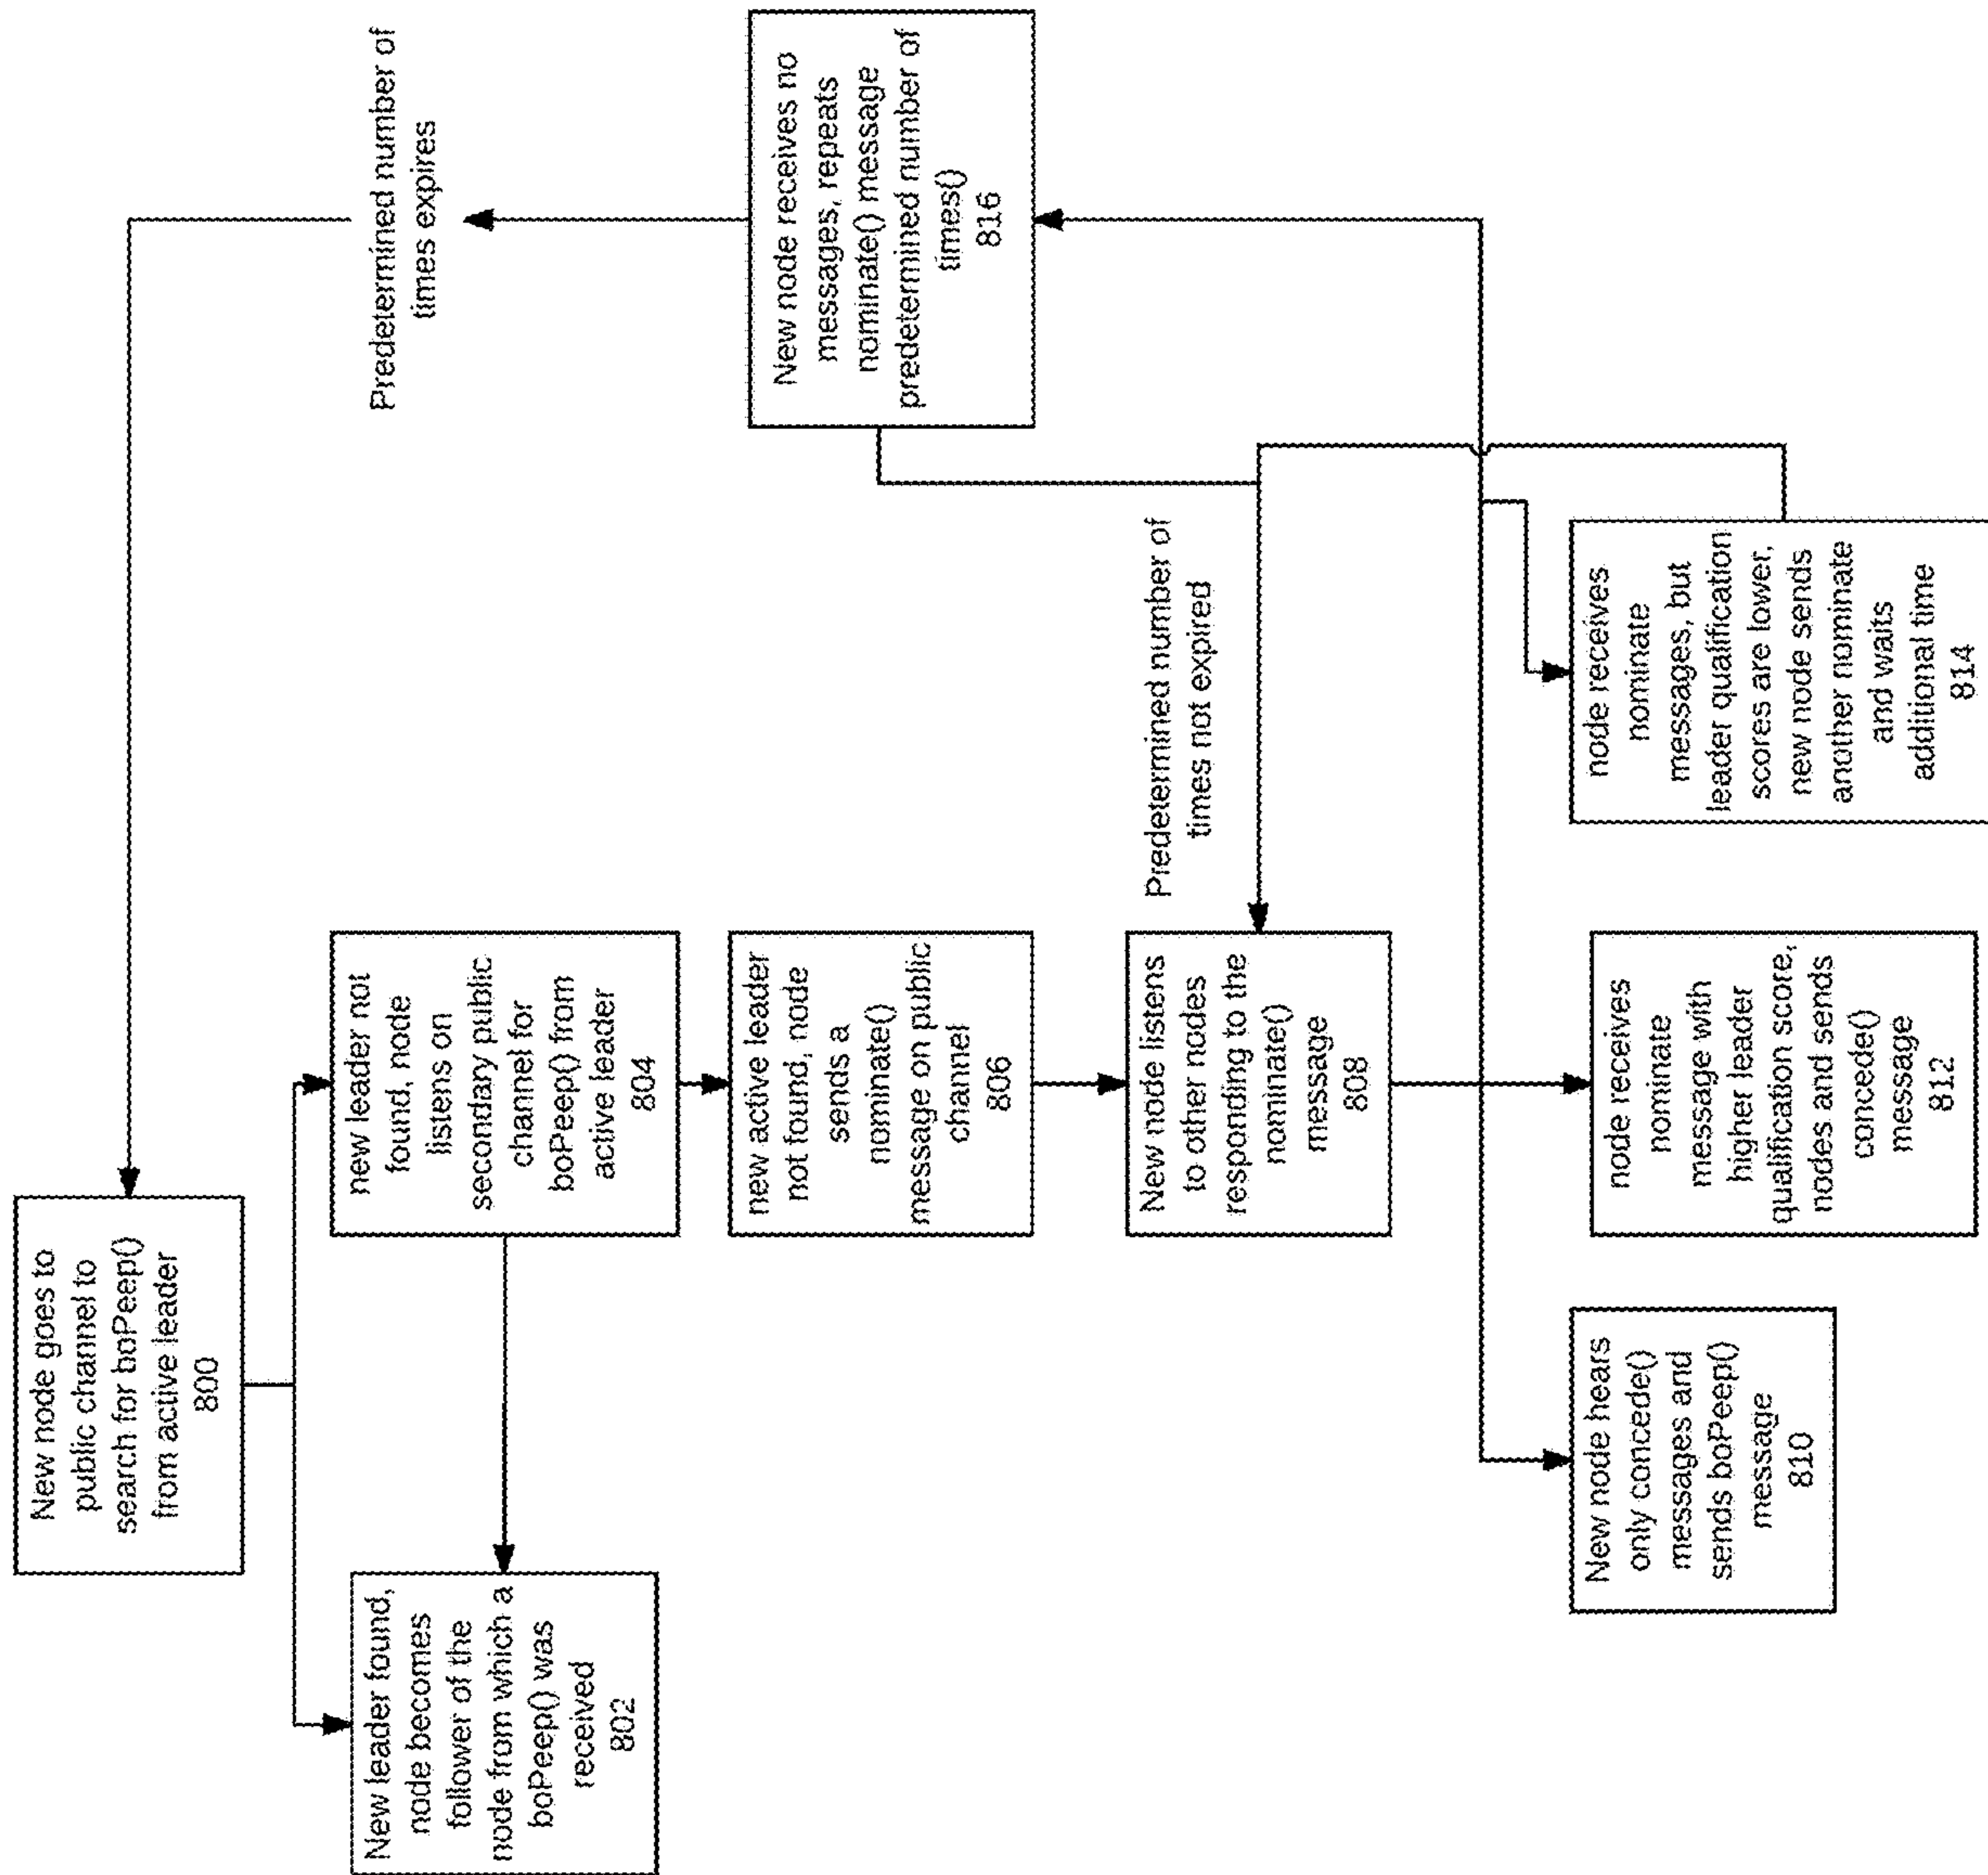 New node goes to
public channel to
search for boPeep()
from active leader
800
New leader found,
node becomes
follower of the
node from which a
boPeep() was
received
802
new leader not
found, node
listens on
secondary public
channel for
boPeep() from
active leader
804
new active leader
not found, node
sends a
nominate()
message on public
channel
806
New node listens
to other nodes
responding to the
nominate()
message
808
Predetermined number of
times not expired
Predetermined number of
times expires
New node receives no
messages, repeats
nominate() message
predetermined number of
times()
816
New node hears
only concede()
messages and
sends boPeep()
message
810
node receives
nominate
message with
higher leader
qualification score,
nodes and sends
concede()
message
812
node receives
nominate
messages, but
leader qualification
scores are lower,
new node sends
another nominate
and waits
additional time
814